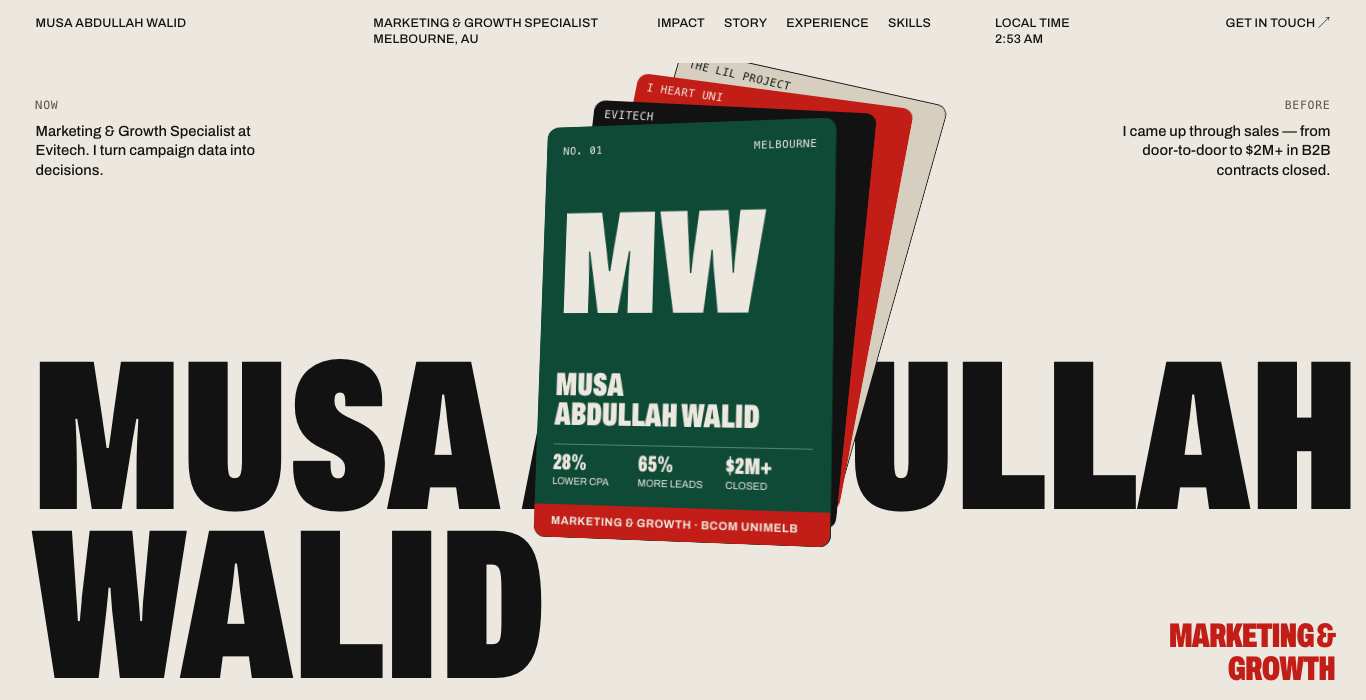 MUSA ABDULLAH WALID
MARKETING & GROWTH SPECIALIST
MELBOURNE, AU
IMPACT STORY EXPERIENCE SKILLS
LOCAL TIME
2:53 AM
GET IN TOUCH ↗
NOW
Marketing & Growth Specialist at
Evitech. I turn campaign data into
decisions.
THE LIL PROJECT
I HEART UNI
EVITECH
NO. 01
MELBOURNE
MW
MUSA
ABDULLAH WALID
28%
LOWER CPA
65%
MORE LEADS
$2M+
CLOSED
MARKETING & GROWTH · BCOM UNIMELB
BEFORE
I came up through sales — from
door-to-door to $2M+ in B2B
contracts closed.
MUSA A ULLAH
WALID
MARKETING &
GROWTH